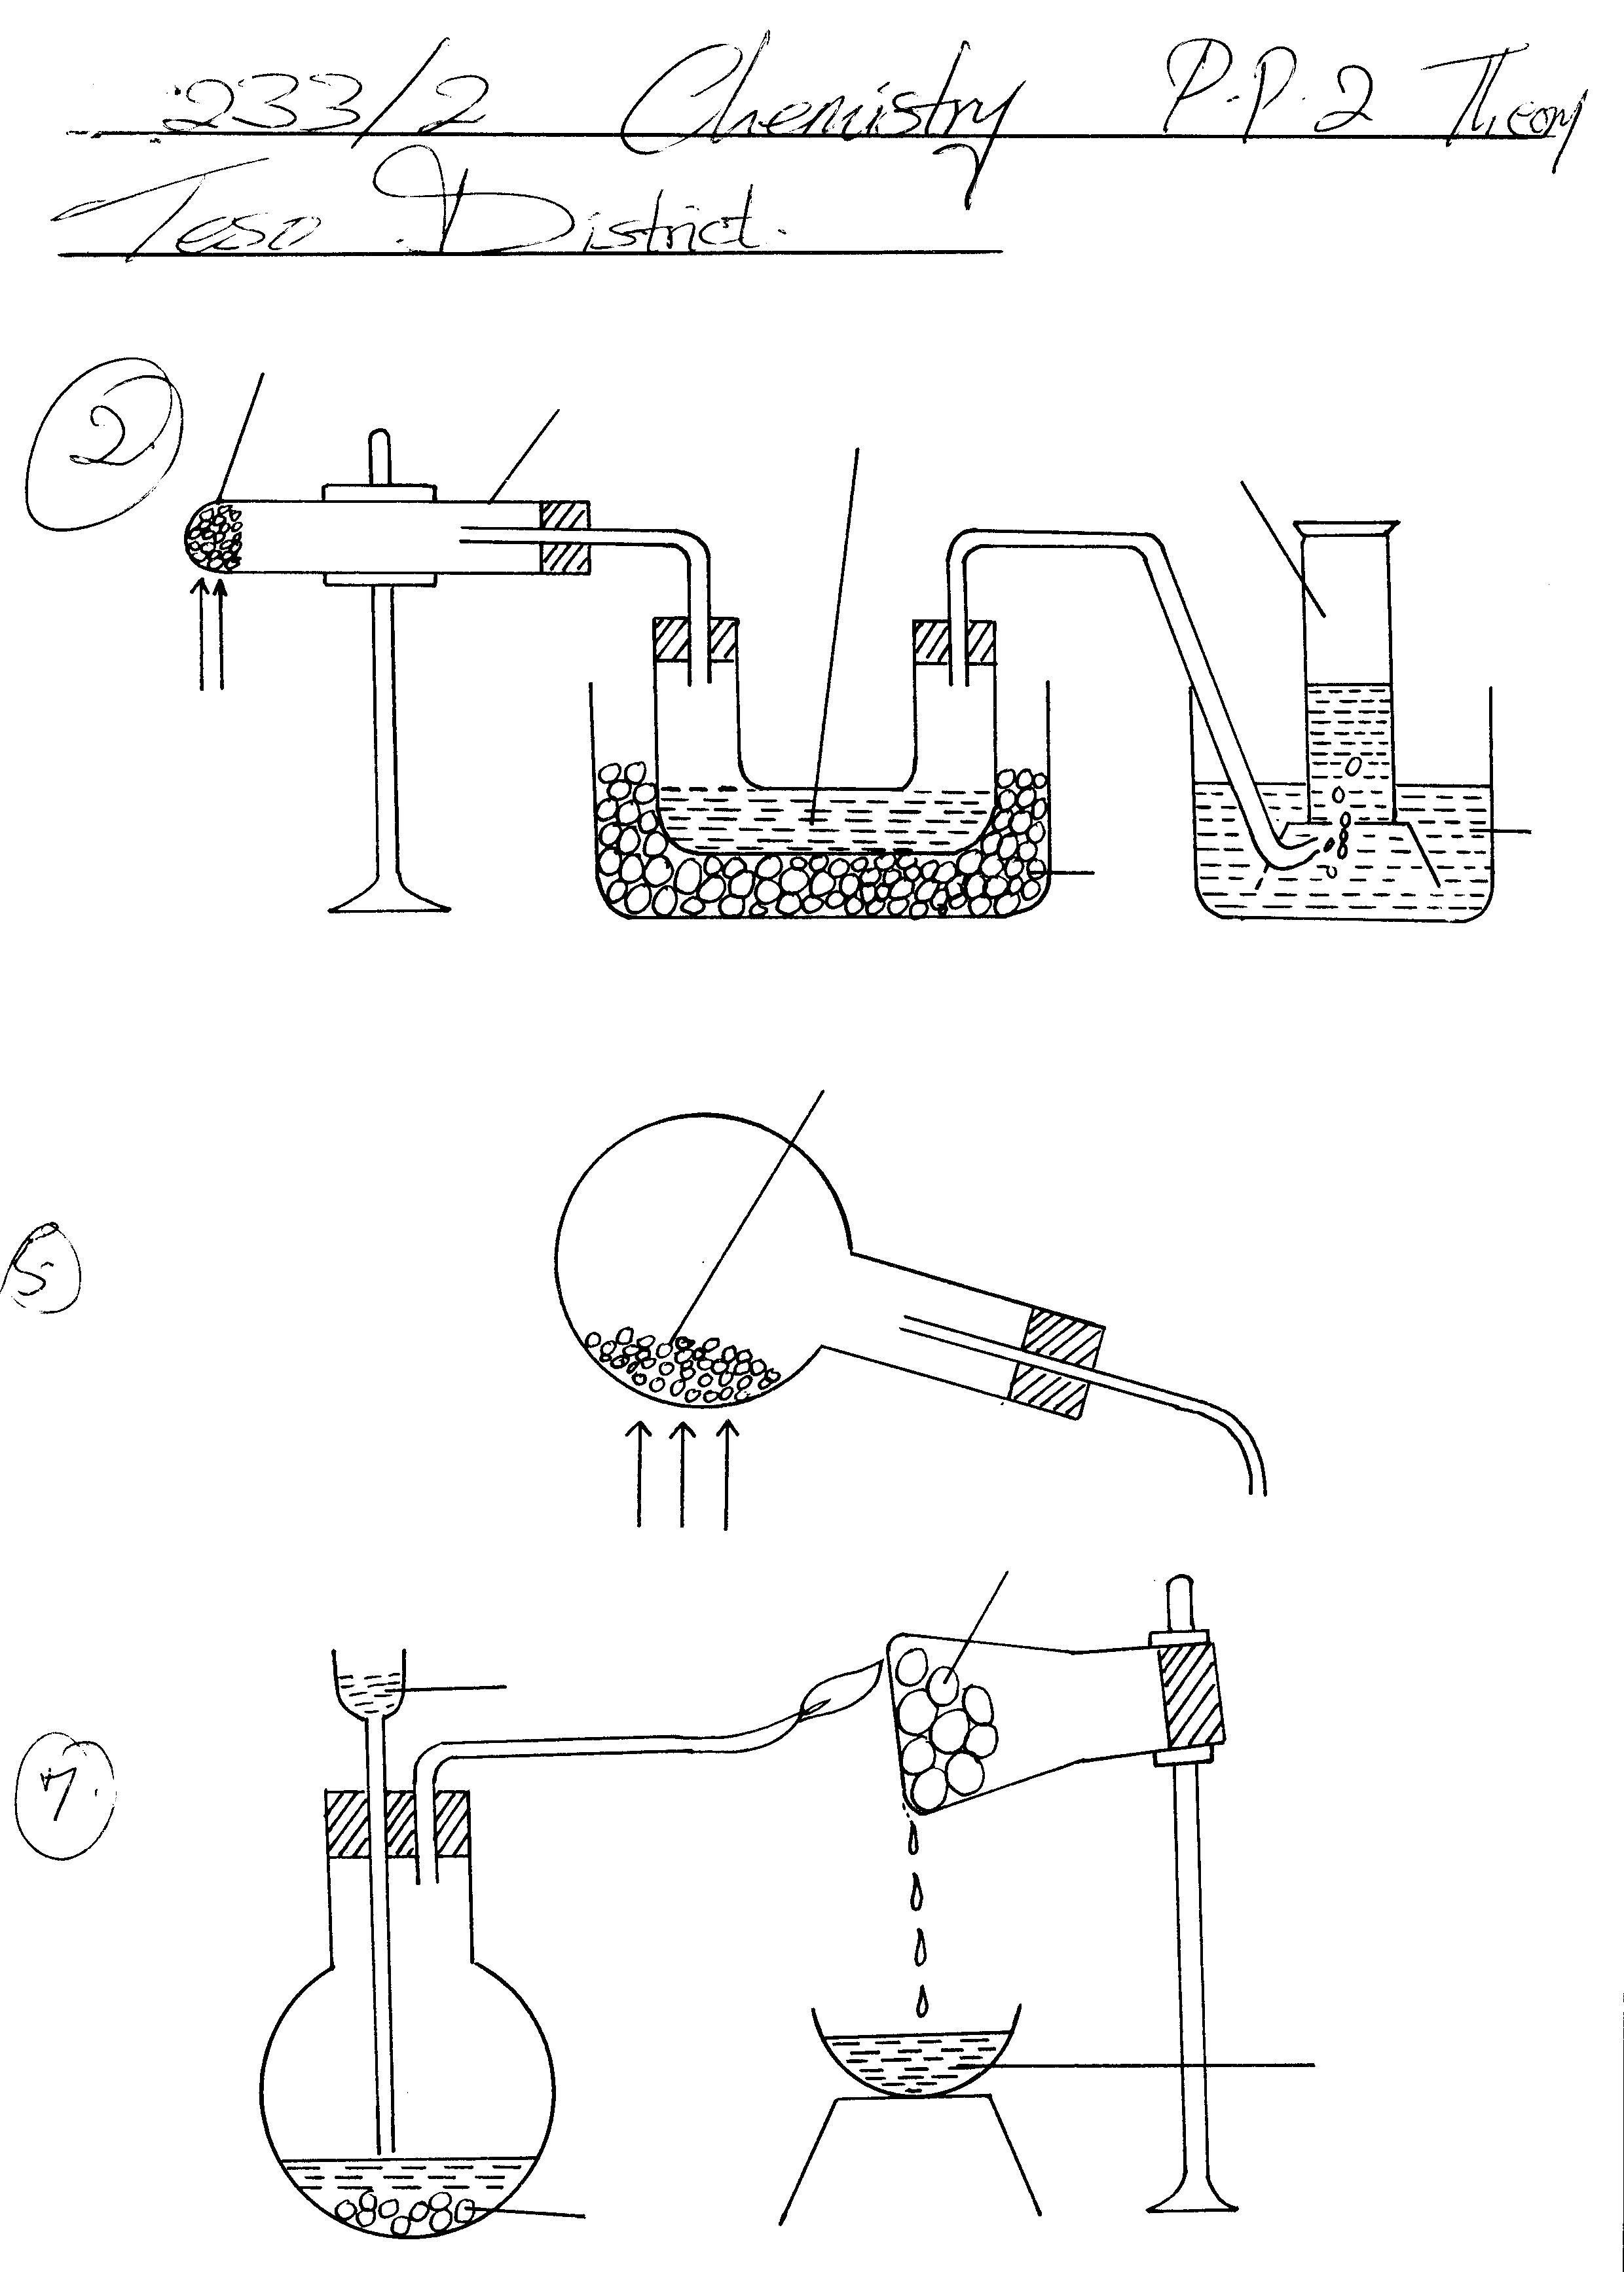 233/2 Chemistry P.P.2 Theory
Teso District.
2
5.
7.